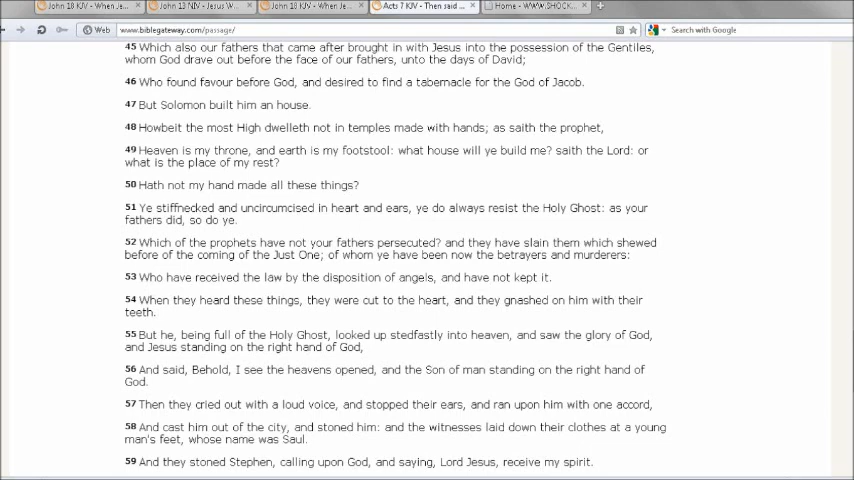 John 18 KJV - When Je...
John 13 NIV - Jesus W...
John 18 KJV - When Je...
Acts 7 KJV - Then said ...
Home - WWW.SHOCK...
Web
www.biblegateway.com/passage/
Search with Google
45 Which also our fathers that came after brought in with Jesus into the possession of the Gentiles,
whom God drave out before the face of our fathers, unto the days of David;
46 Who found favour before God, and desired to find a tabernacle for the God of Jacob.
47 But Solomon built him an house.
48 Howbeit the most High dwelleth not in temples made with hands; as saith the prophet,
49 Heaven is my throne, and earth is my footstool: what house will ye build me? saith the Lord: or
what is the place of my rest?
50 Hath not my hand made all these things?
51 Ye stiffnecked and uncircumcised in heart and ears, ye do always resist the Holy Ghost: as your
fathers did, so do ye.
52 Which of the prophets have not your fathers persecuted? and they have slain them which shewed
before of the coming of the Just One; of whom ye have been now the betrayers and murderers:
53 Who have received the law by the disposition of angels, and have not kept it.
54 When they heard these things, they were cut to the heart, and they gnashed on him with their
teeth.
55 But he, being full of the Holy Ghost, looked up stedfastly into heaven, and saw the glory of God,
and Jesus standing on the right hand of God,
56 And said, Behold, I see the heavens opened, and the Son of man standing on the right hand of
God.
57 Then they cried out with a loud voice, and stopped their ears, and ran upon him with one accord,
58 And cast him out of the city, and stoned him: and the witnesses laid down their clothes at a young
man's feet, whose name was Saul.
59 And they stoned Stephen, calling upon God, and saying, Lord Jesus, receive my spirit.